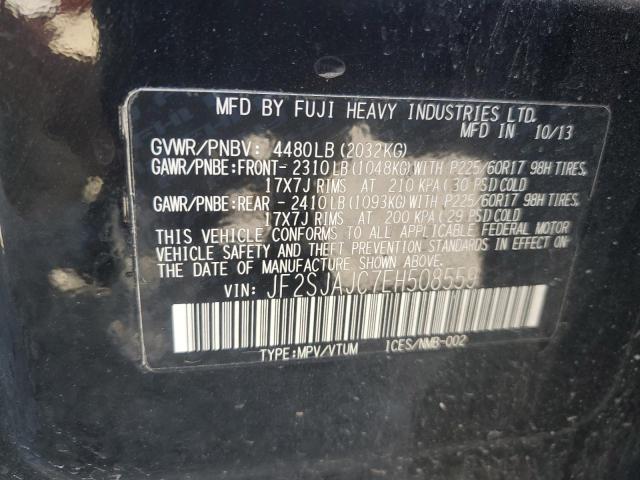 MFD BY FUJI HEAVY INDUSTRIES LTD.
MFD IN 10/13
GVWR/PNBV: 4480LB (2032KG)
GAWR/PNBE:FRONT- 2310LB (1048KG) WITH P225/60R17 98H TIRES,
17X7J RIMS AT 210 KPA (30 PSI) COLD
GAWR/PNBE:REAR - 2410LB (1093KG) WITH P225/60R17 98H TIRES,
17X7J RIMS AT 200 KPA (29 PSI) COLD
THIS VEHICLE CONFORMS TO ALL APPLICABLE FEDERAL MOTOR
VEHICLE SAFETY AND THEFT PREVENTION STANDARDS IN EFFECT ON
THE DATE OF MANUFACTURE SHOWN ABOVE.
VIN: JF2SJAJC7EH508559
TYPE:MPV/VTUM ICES/NMB-002